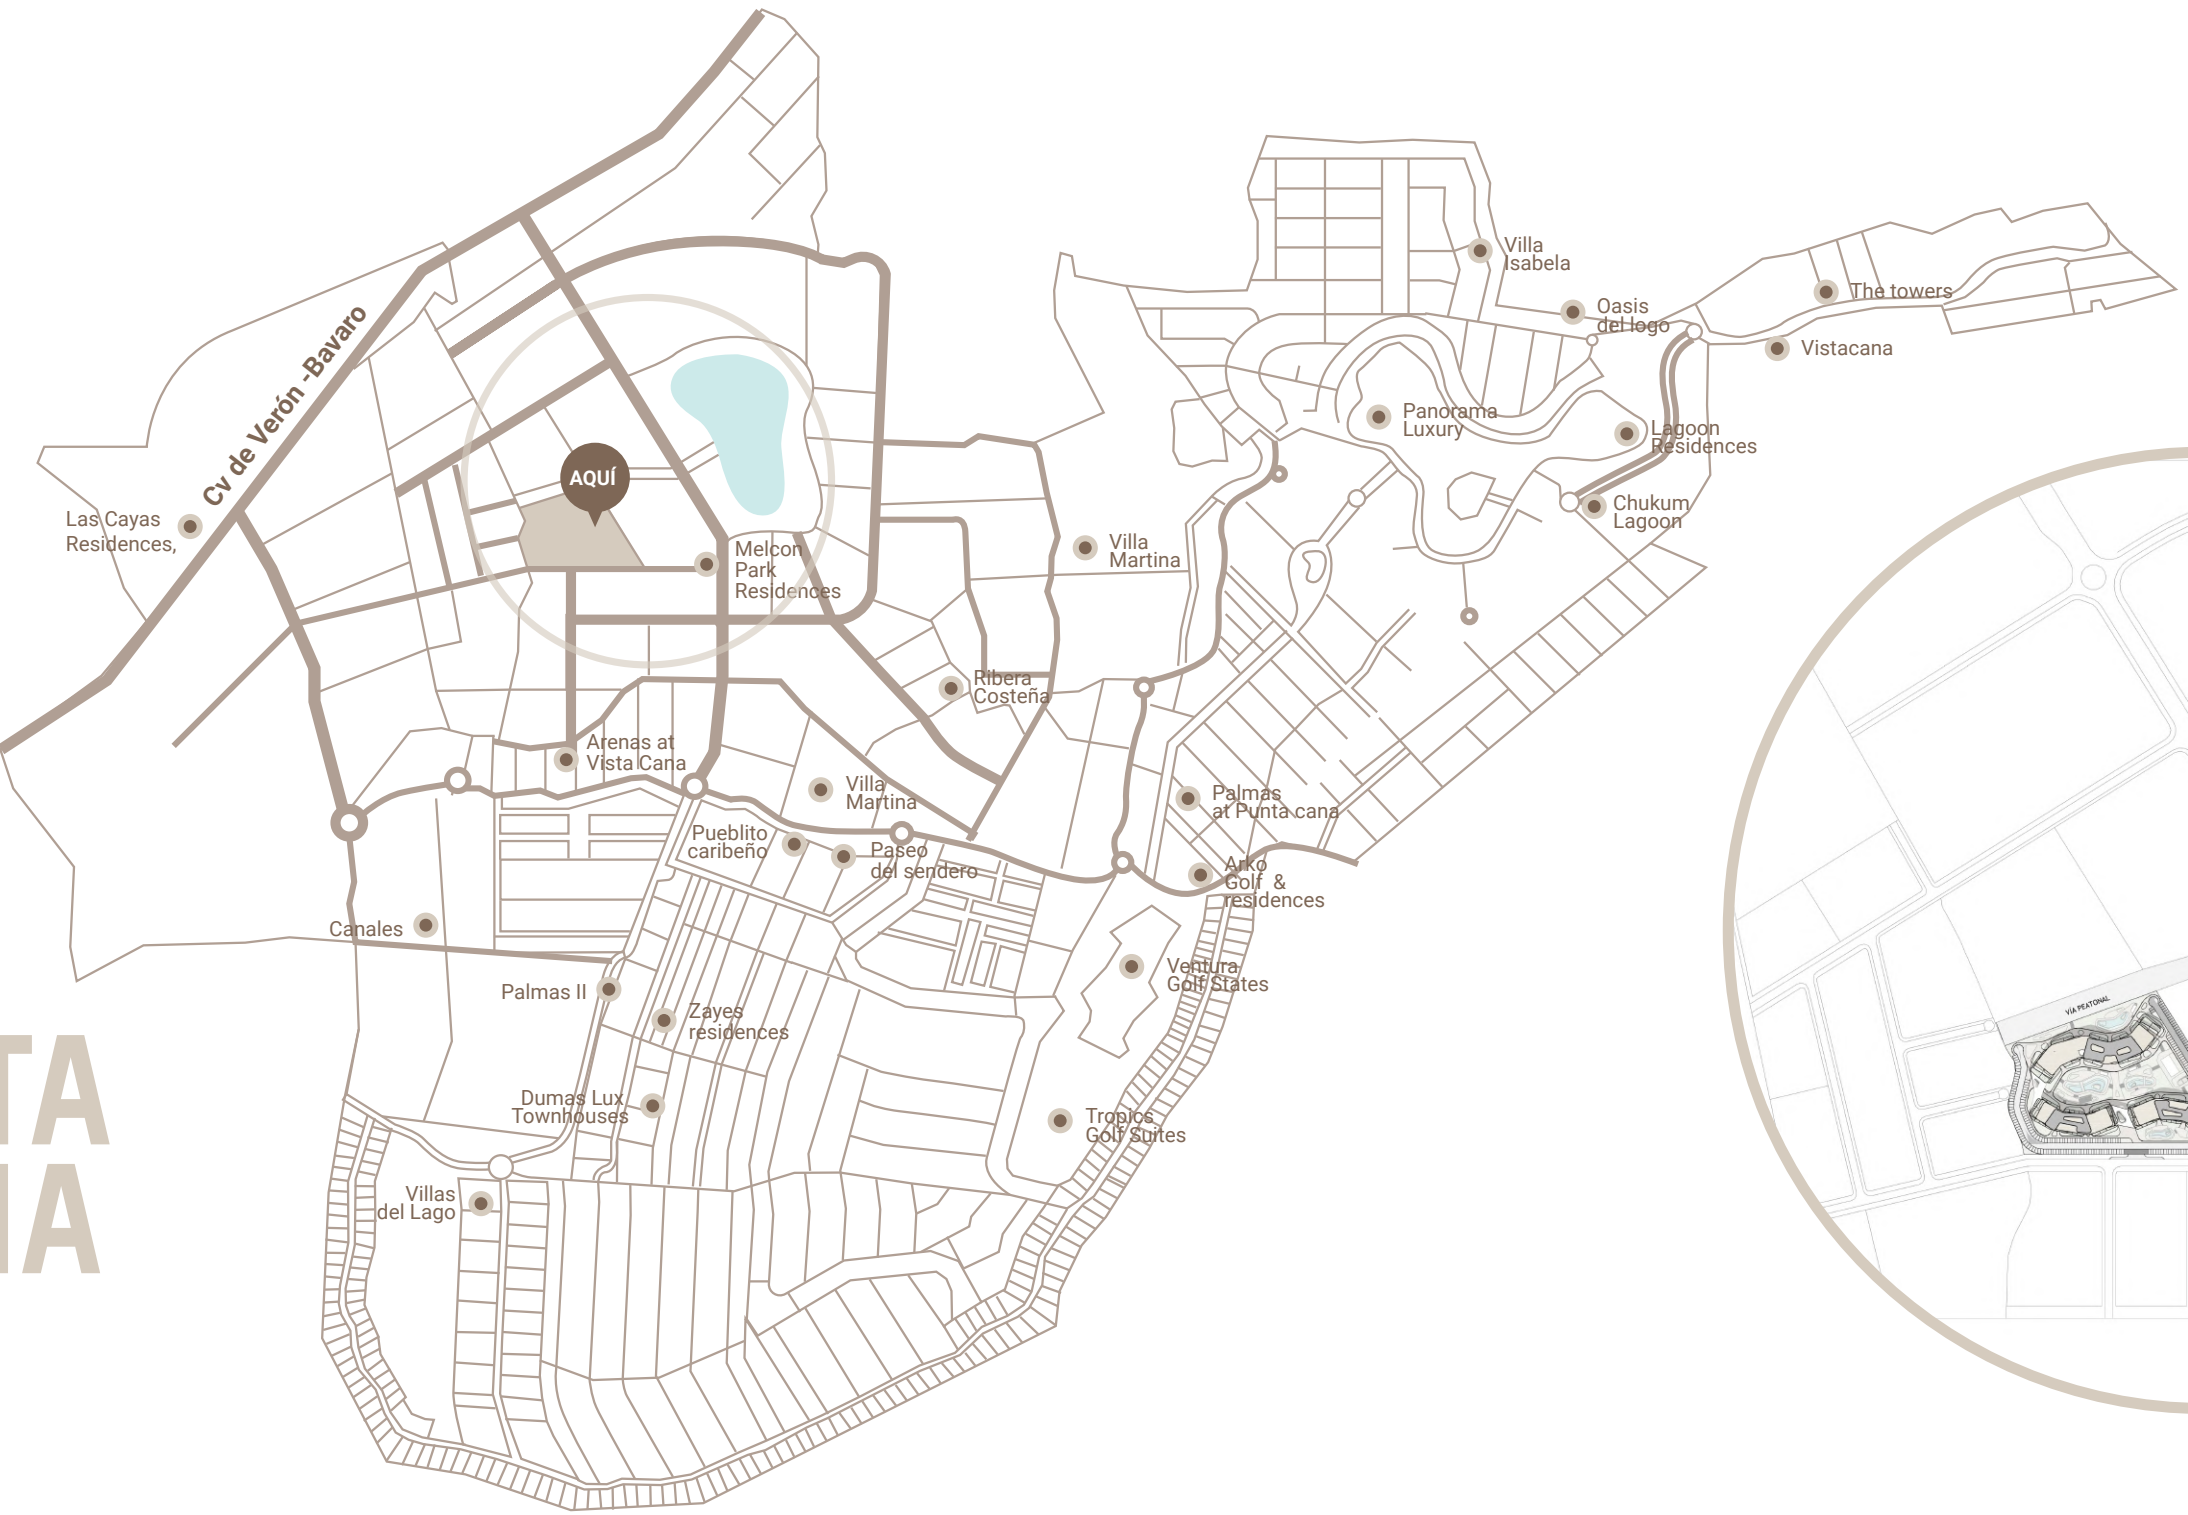 Cv de Verón -Bavaro
Villa
Isabela
Oasis
del logo
The towers
Vistacana
Panorama
Luxury
Lagoon
Residences
AQUÍ
Chukum
Lagoon
Las Cayas
Residences,
Melcon
Park
Residences
Villa
Martina
Ribera
Costeña
Arenas at
Vista Cana
Villa
Martina
Palmas
at Punta cana
Pueblito
caribeño
Paseo
del sendero
Arko
Golf &
residences
Canales
Ventura
Golf States
Palmas II
Zayes
residences
VÍA PEATONAL
TA
NA
Dumas Lux
Townhouses
Tropics
Golf Suites
Villas
del Lago